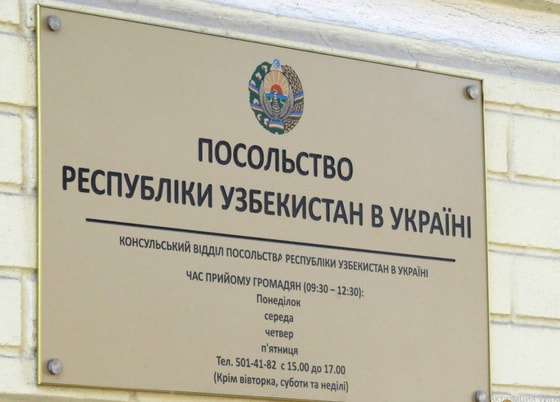 ПОСОЛЬСТВО
РЕСПУБЛІКИ УЗБЕКИСТАН В УКРАЇНІ
КОНСУЛЬСЬКИЙ ВІДДІЛ ПОСОЛЬСТВА РЕСПУБЛІКИ УЗБЕКИСТАН В УКРАЇНІ
ЧАС ПРИЙОМУ ГРОМАДЯН (09:30 – 12:30):
Понеділок
середа
четвер
п'ятниця
Тел. 501-41-82 с 15.00 до 17.00
(Крім вівторка, суботи та неділі)